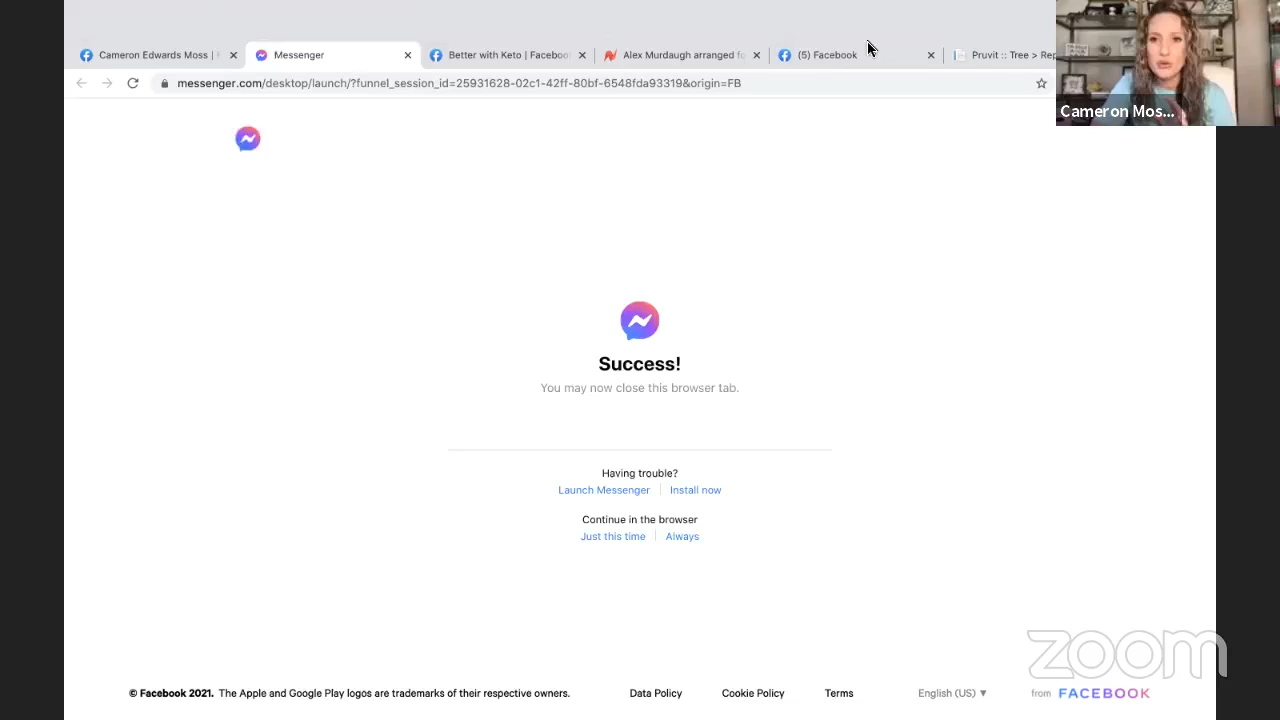 Cameron Edwards Moss | F
Messenger
Better with Keto | Facebook
Alex Murdaugh arranged fo
(5) Facebook
Pruvit :: Tree > Rep
messenger.com/desktop/launch/?funnel_session_id=25931628-02c1-42ff-80bf-6548fda93319&origin=FB
Cameron Mos...
Success!
You may now close this browser tab.
Having trouble?
Launch Messenger
Install now
Continue in the browser
Just this time
Always
zoom
© Facebook 2021. The Apple and Google Play logos are trademarks of their respective owners.
Data Policy
Cookie Policy
Terms
English (US) ▼
from FACEBOOK